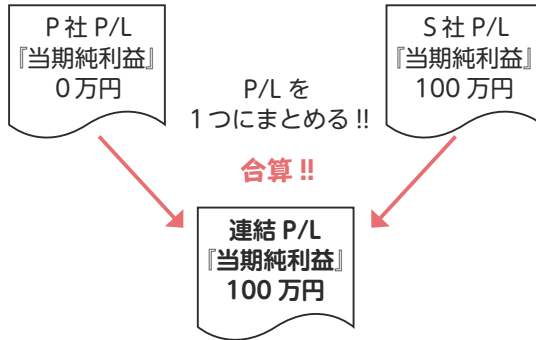 P 社 P/L
『当期純利益』
0 万円
S 社 P/L
『当期純利益』
100 万円
P/L を
1 つにまとめる !!
合算 !!
連結 P/L
『当期純利益』
100 万円